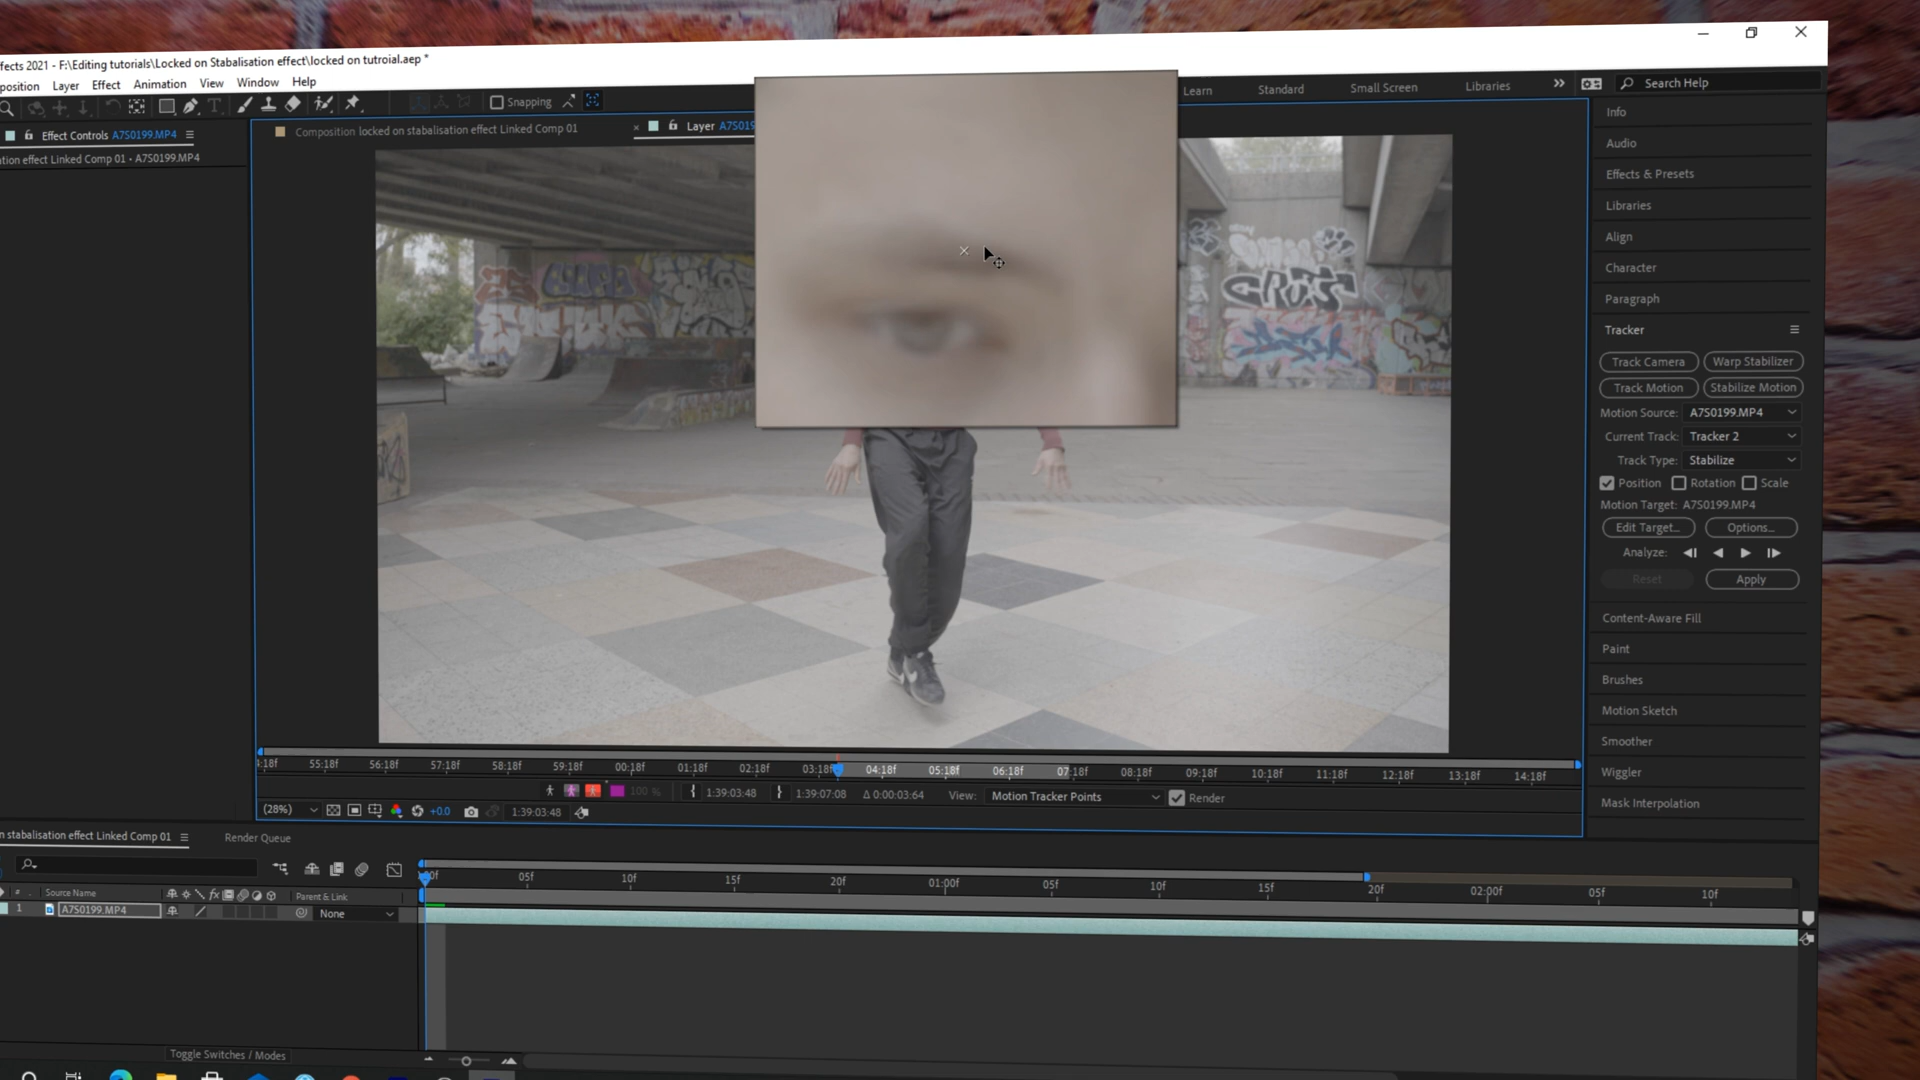 fects 2021 - F:\Editing tutorials\Locked on Stabalisation effect\locked on tutroial.aep *
position Layer Effect Animation View Window Help
Snapping
Learn Standard Small Screen Libraries Search Help
Effect Controls A7S0199.MP4
Composition locked on stabalisation effect Linked Comp 01
Layer A7S019
tion effect Linked Comp 01 • A7S0199.MP4
CRUST
Info
Audio
Effects & Presets
Libraries
Align
Character
Paragraph
Tracker
Track Camera Warp Stabilizer
Track Motion Stabilize Motion
Motion Source: A7S0199.MP4
Current Track: Tracker 2
Track Type: Stabilize
Position Rotation Scale
Motion Target: A7S0199.MP4
Edit Target... Options...
Analyze:
Reset Apply
Content-Aware Fill
Paint
Brushes
Motion Sketch
Smoother
Wiggler
Mask Interpolation
:18f 55:18f 56:18f 57:18f 58:18f 59:18f 00:18f 01:18f 02:18f 03:18f 04:18f 05:18f 06:18f 07:18f 08:18f 09:18f 10:18f 11:18f 12:18f 13:18f 14:18f
100 % 1:39:03:48 1:39:07:08 Δ 0:00:03:64 View: Motion Tracker Points Render
(28%) +0.0 1:39:03:48
n stabalisation effect Linked Comp 01 Render Queue
05f 10f 15f 20f 01:00f 05f 10f 15f 20f 02:00f 05f 10f
# Source Name fx Parent & Link
1 A7S0199.MP4 None
Toggle Switches / Modes